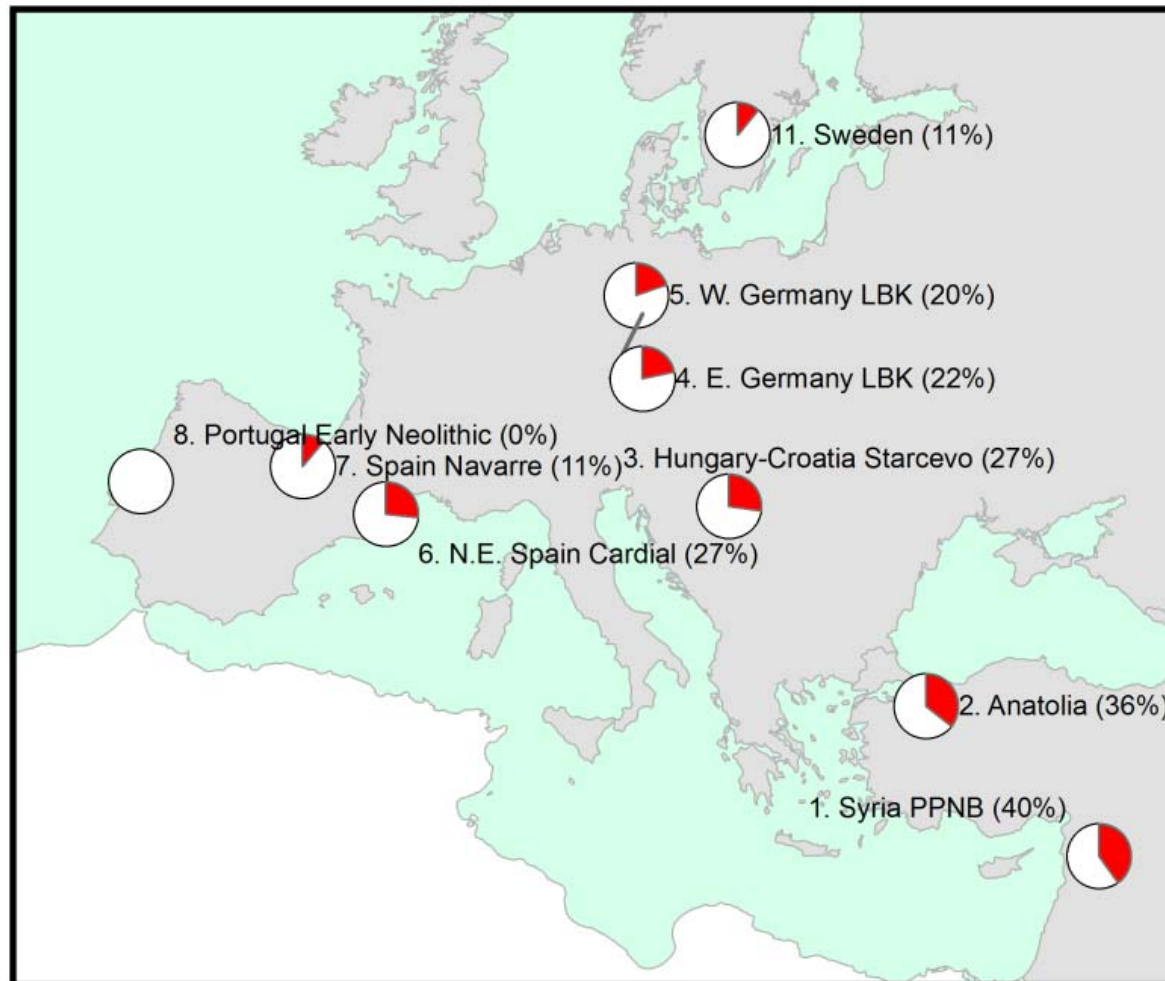 11. Sweden (11%)
5. W. Germany LBK (20%)
4. E. Germany LBK (22%)
8. Portugal Early Neolithic (0%)
7. Spain Navarre (11%)
3. Hungary-Croatia Starcevo (27%)
6. N.E. Spain Cardial (27%)
2. Anatolia (36%)
1. Syria PPNB (40%)